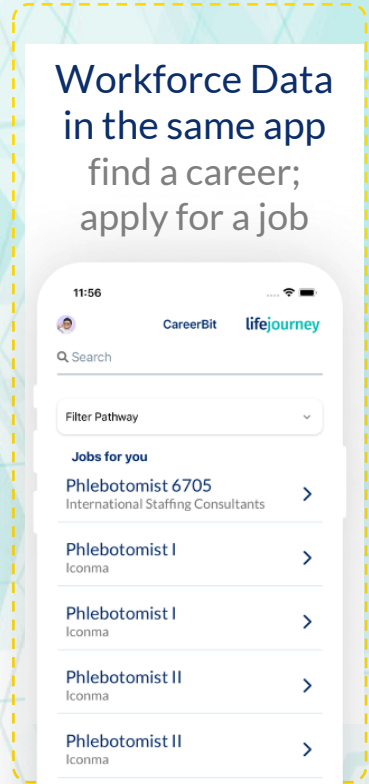 Workforce Data
in the same app
find a career;
apply for a job
11:56
CareerBit lifejourney
Search
Filter Pathway
Jobs for you
Phlebotomist 6705
International Staffing Consultants
Phlebotomist I
Iconma
Phlebotomist I
Iconma
Phlebotomist II
Iconma
Phlebotomist II
Iconma